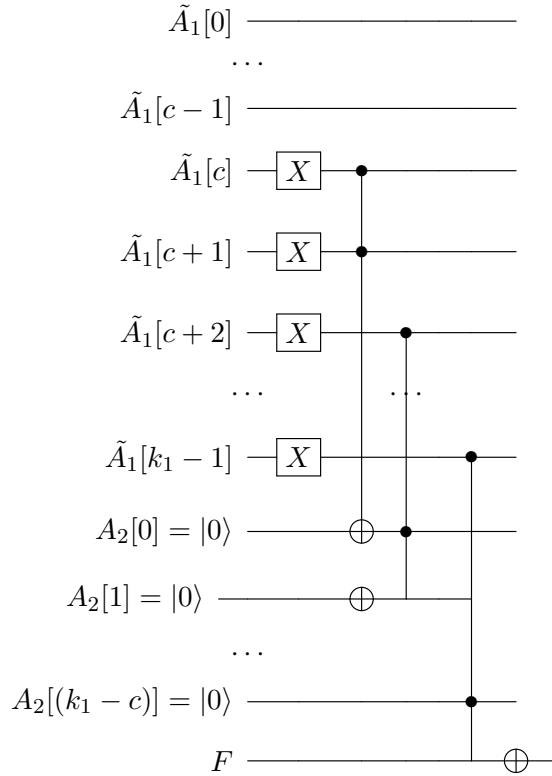 Ã₁[0]
...
Ã₁[c − 1]
Ã₁[c] X
Ã₁[c + 1] X
Ã₁[c + 2] X
... ...
Ã₁[k₁ − 1] X
A₂[0] = |0⟩
A₂[1] = |0⟩
...
A₂[(k₁ − c)] = |0⟩
F